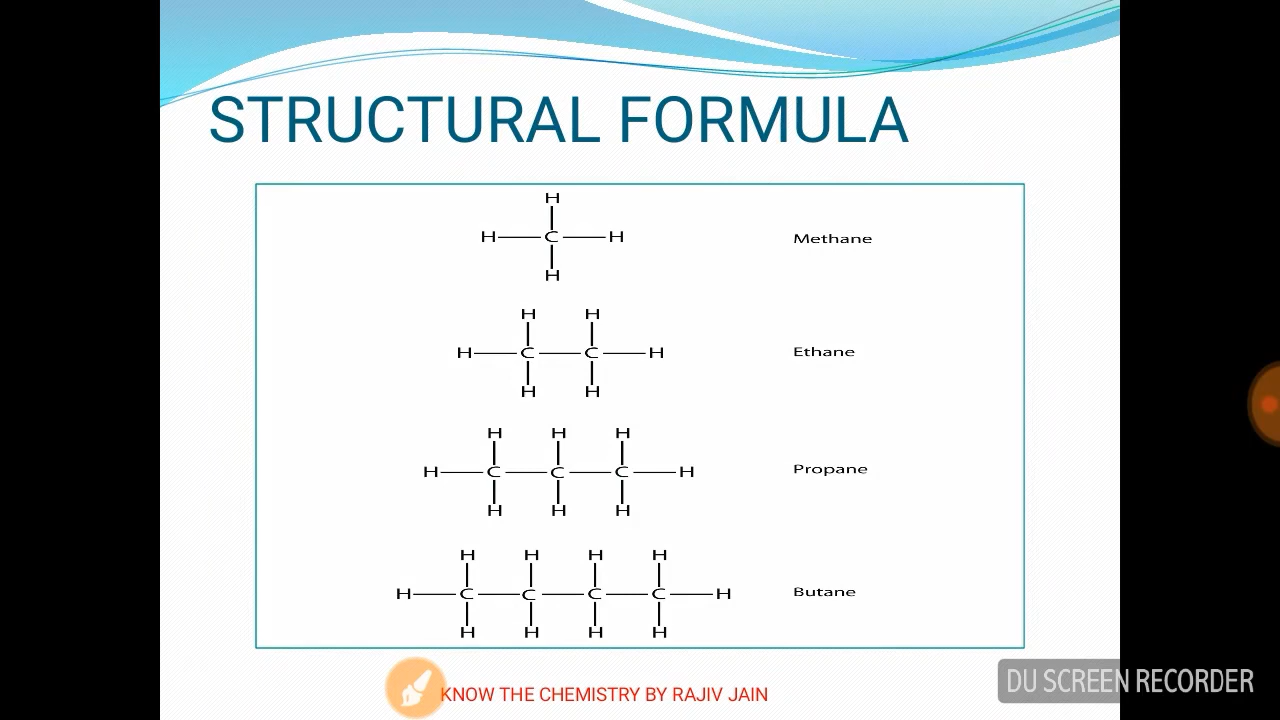 STRUCTURAL FORMULA
H
H C H
H
Methane
H H
H C C H
H H
Ethane
H H H
H C C C H
H H H
Propane
H H H H
H C C C C H
H H H H
Butane
KNOW THE CHEMISTRY BY RAJIV JAIN
DU SCREEN RECORDER